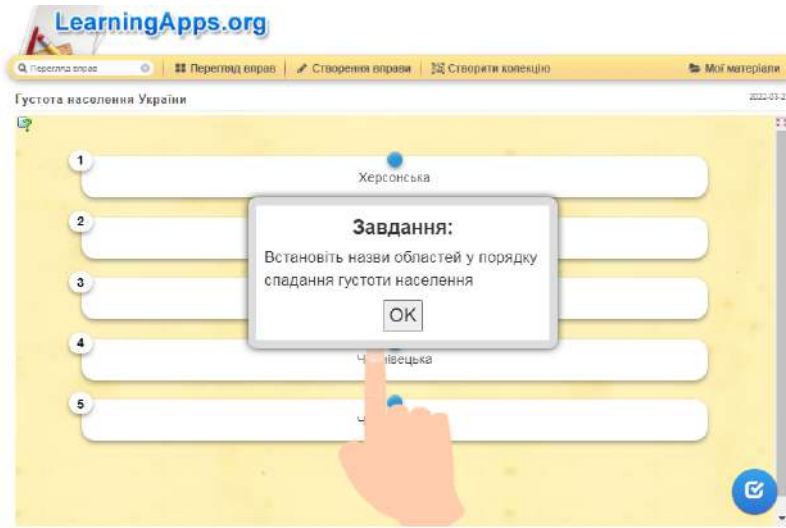 LearningApps.org
Перегляд вправ
Перегляд вправ
Створення вправи
Створити колекцію
Мої матеріали
Густота населення України
1
Херсонська
2
Завдання:
Встановіть назви областей у порядку
спадання густоти населення
OK
3
4
5